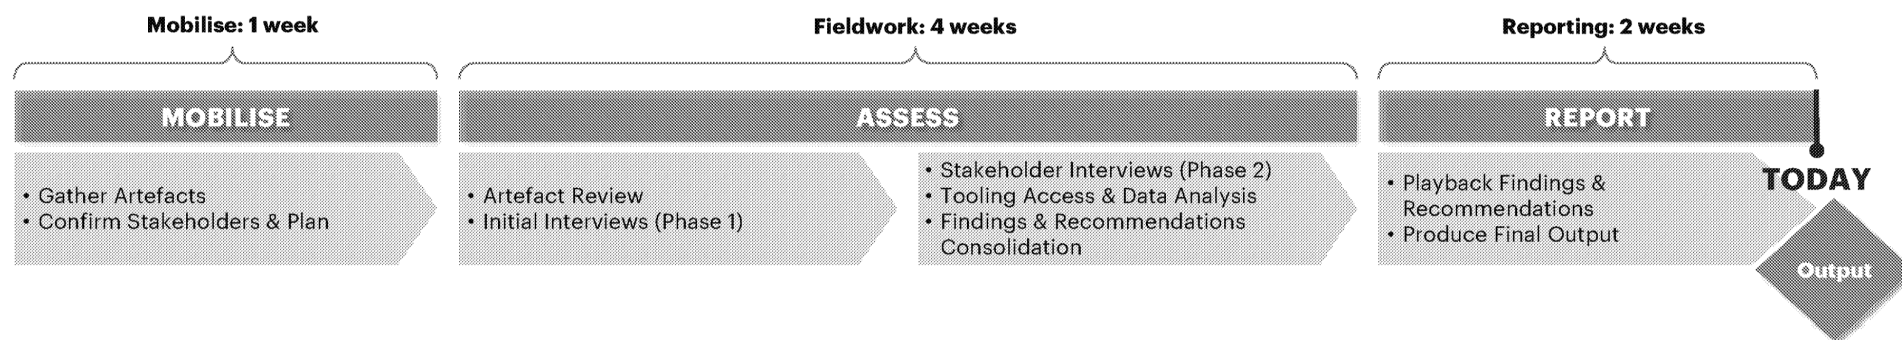 Mobilise: 1 week
Fieldwork: 4 weeks
Reporting: 2 weeks
MOBILISE
ASSESS
REPORT
• Gather Artefacts
• Confirm Stakeholders & Plan
• Artefact Review
• Initial Interviews (Phase 1)
• Stakeholder Interviews (Phase 2)
• Tooling Access & Data Analysis
• Findings & Recommendations
Consolidation
• Playback Findings &
Recommendations
• Produce Final Output
TODAY
Output